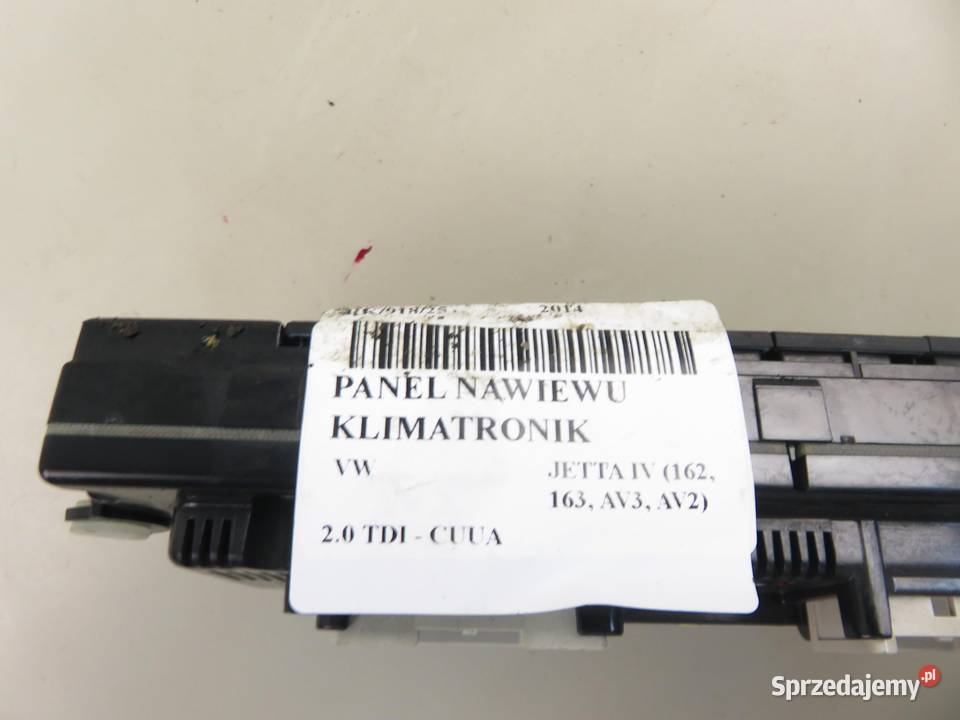 2014
PANEL NAWIEWU
KLIMATRONIK
VW JETTA IV (162,
163, AV3, AV2)
2.0 TDI - CUUA
Sprzedajemy.pl